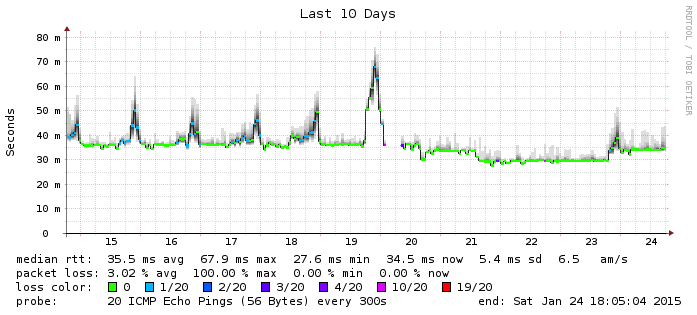 Last 10 Days
RRDTOOL / TOBI OETIKER
Seconds
80 m
70 m
60 m
50 m
40 m
30 m
20 m
10 m
0
15 16 17 18 19 20 21 22 23 24
median rtt: 35.5 ms avg 67.9 ms max 27.6 ms min 34.5 ms now 5.4 ms sd 6.5 am/s
packet loss: 3.02 % avg 100.00 % max 0.00 % min 0.00 % now
loss color: 0 1/20 2/20 3/20 4/20 10/20 19/20
probe: 20 ICMP Echo Pings (56 Bytes) every 300s end: Sat Jan 24 18:05:04 2015